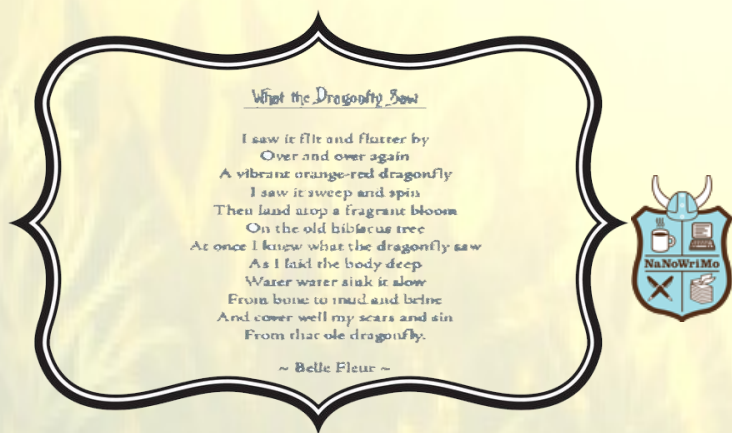 What the Dragonfly Saw
I saw it flit and flutter by
Over and over again
A vibrant orange-red dragonfly
I saw it sweep and spin
Then land atop a fragrant bloom
On the old hibiscus tree
At once I knew what the dragonfly saw
As I laid the body deep
Water water sink it slow
From bone to mud and brine
And cover well my scars and sin
From that ole dragonfly.
~ Belle Fleur ~
NaNoWriMo